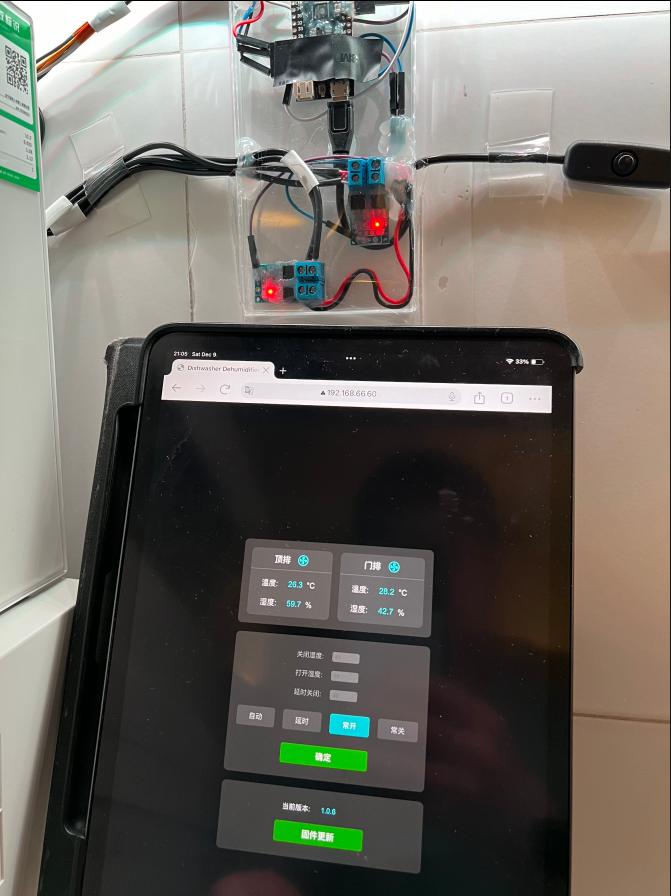 3M
21:05 Sat Dec 9
33%
Dishwasher Dehumidifie
192.168.66.60
顶排
温度: 26.3 °C
湿度: 59.7 %
门排
温度: 28.2 °C
湿度: 42.7 %
关闭湿度:
打开湿度:
延时关闭:
自动
延时
常开
常关
确定
当前版本: 1.0.6
固件更新